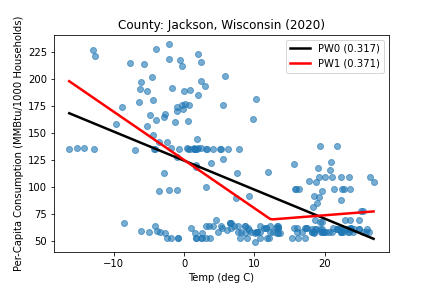 County: Jackson, Wisconsin (2020)
PW0 (0.317)
PW1 (0.371)
Per-Capita Consumption (MMBtu/1000 Households)
225
200
175
150
125
100
75
50
−10
0
10
20
Temp (deg C)